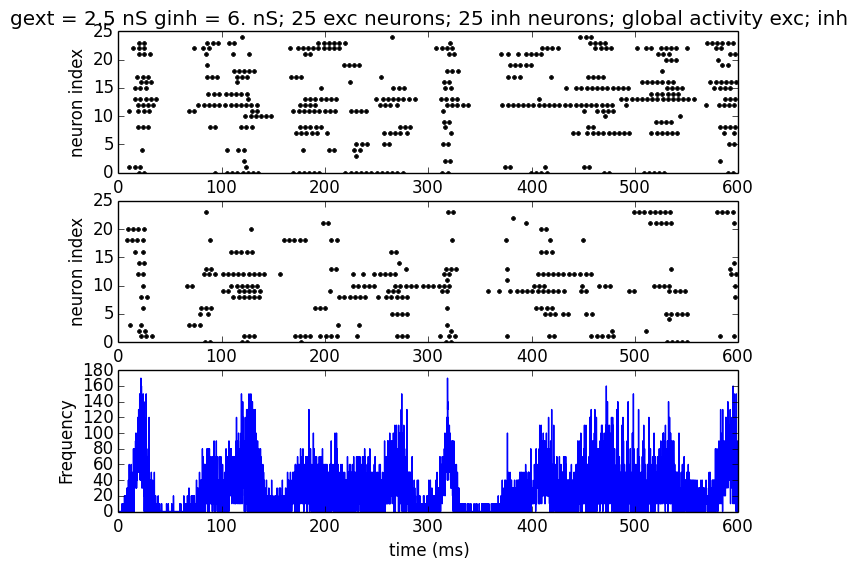 gext = 2.5 nS ginh = 6. nS; 25 exc neurons; 25 inh neurons; global activity exc; inh
25
20
15
10
5
0
neuron index
0 100 200 300 400 500 600
25
20
15
10
5
0
neuron index
0 100 200 300 400 500 600
180
160
140
120
100
80
60
40
20
0
Frequency
0 100 200 300 400 500 600
time (ms)